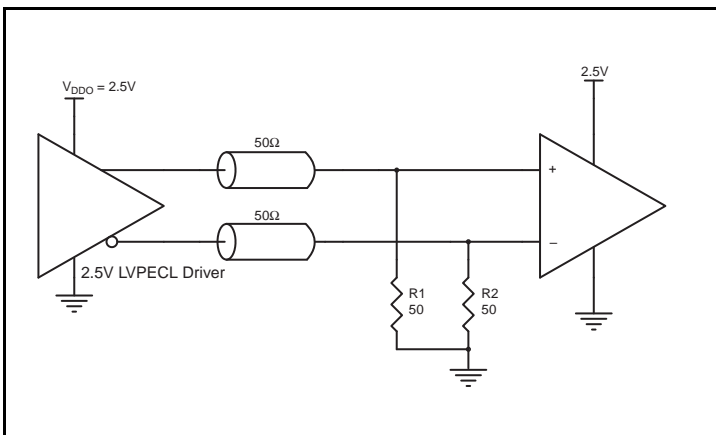 V_DDO = 2.5V
2.5V
50Ω
+
50Ω
−
2.5V LVPECL Driver
R1
50
R2
50